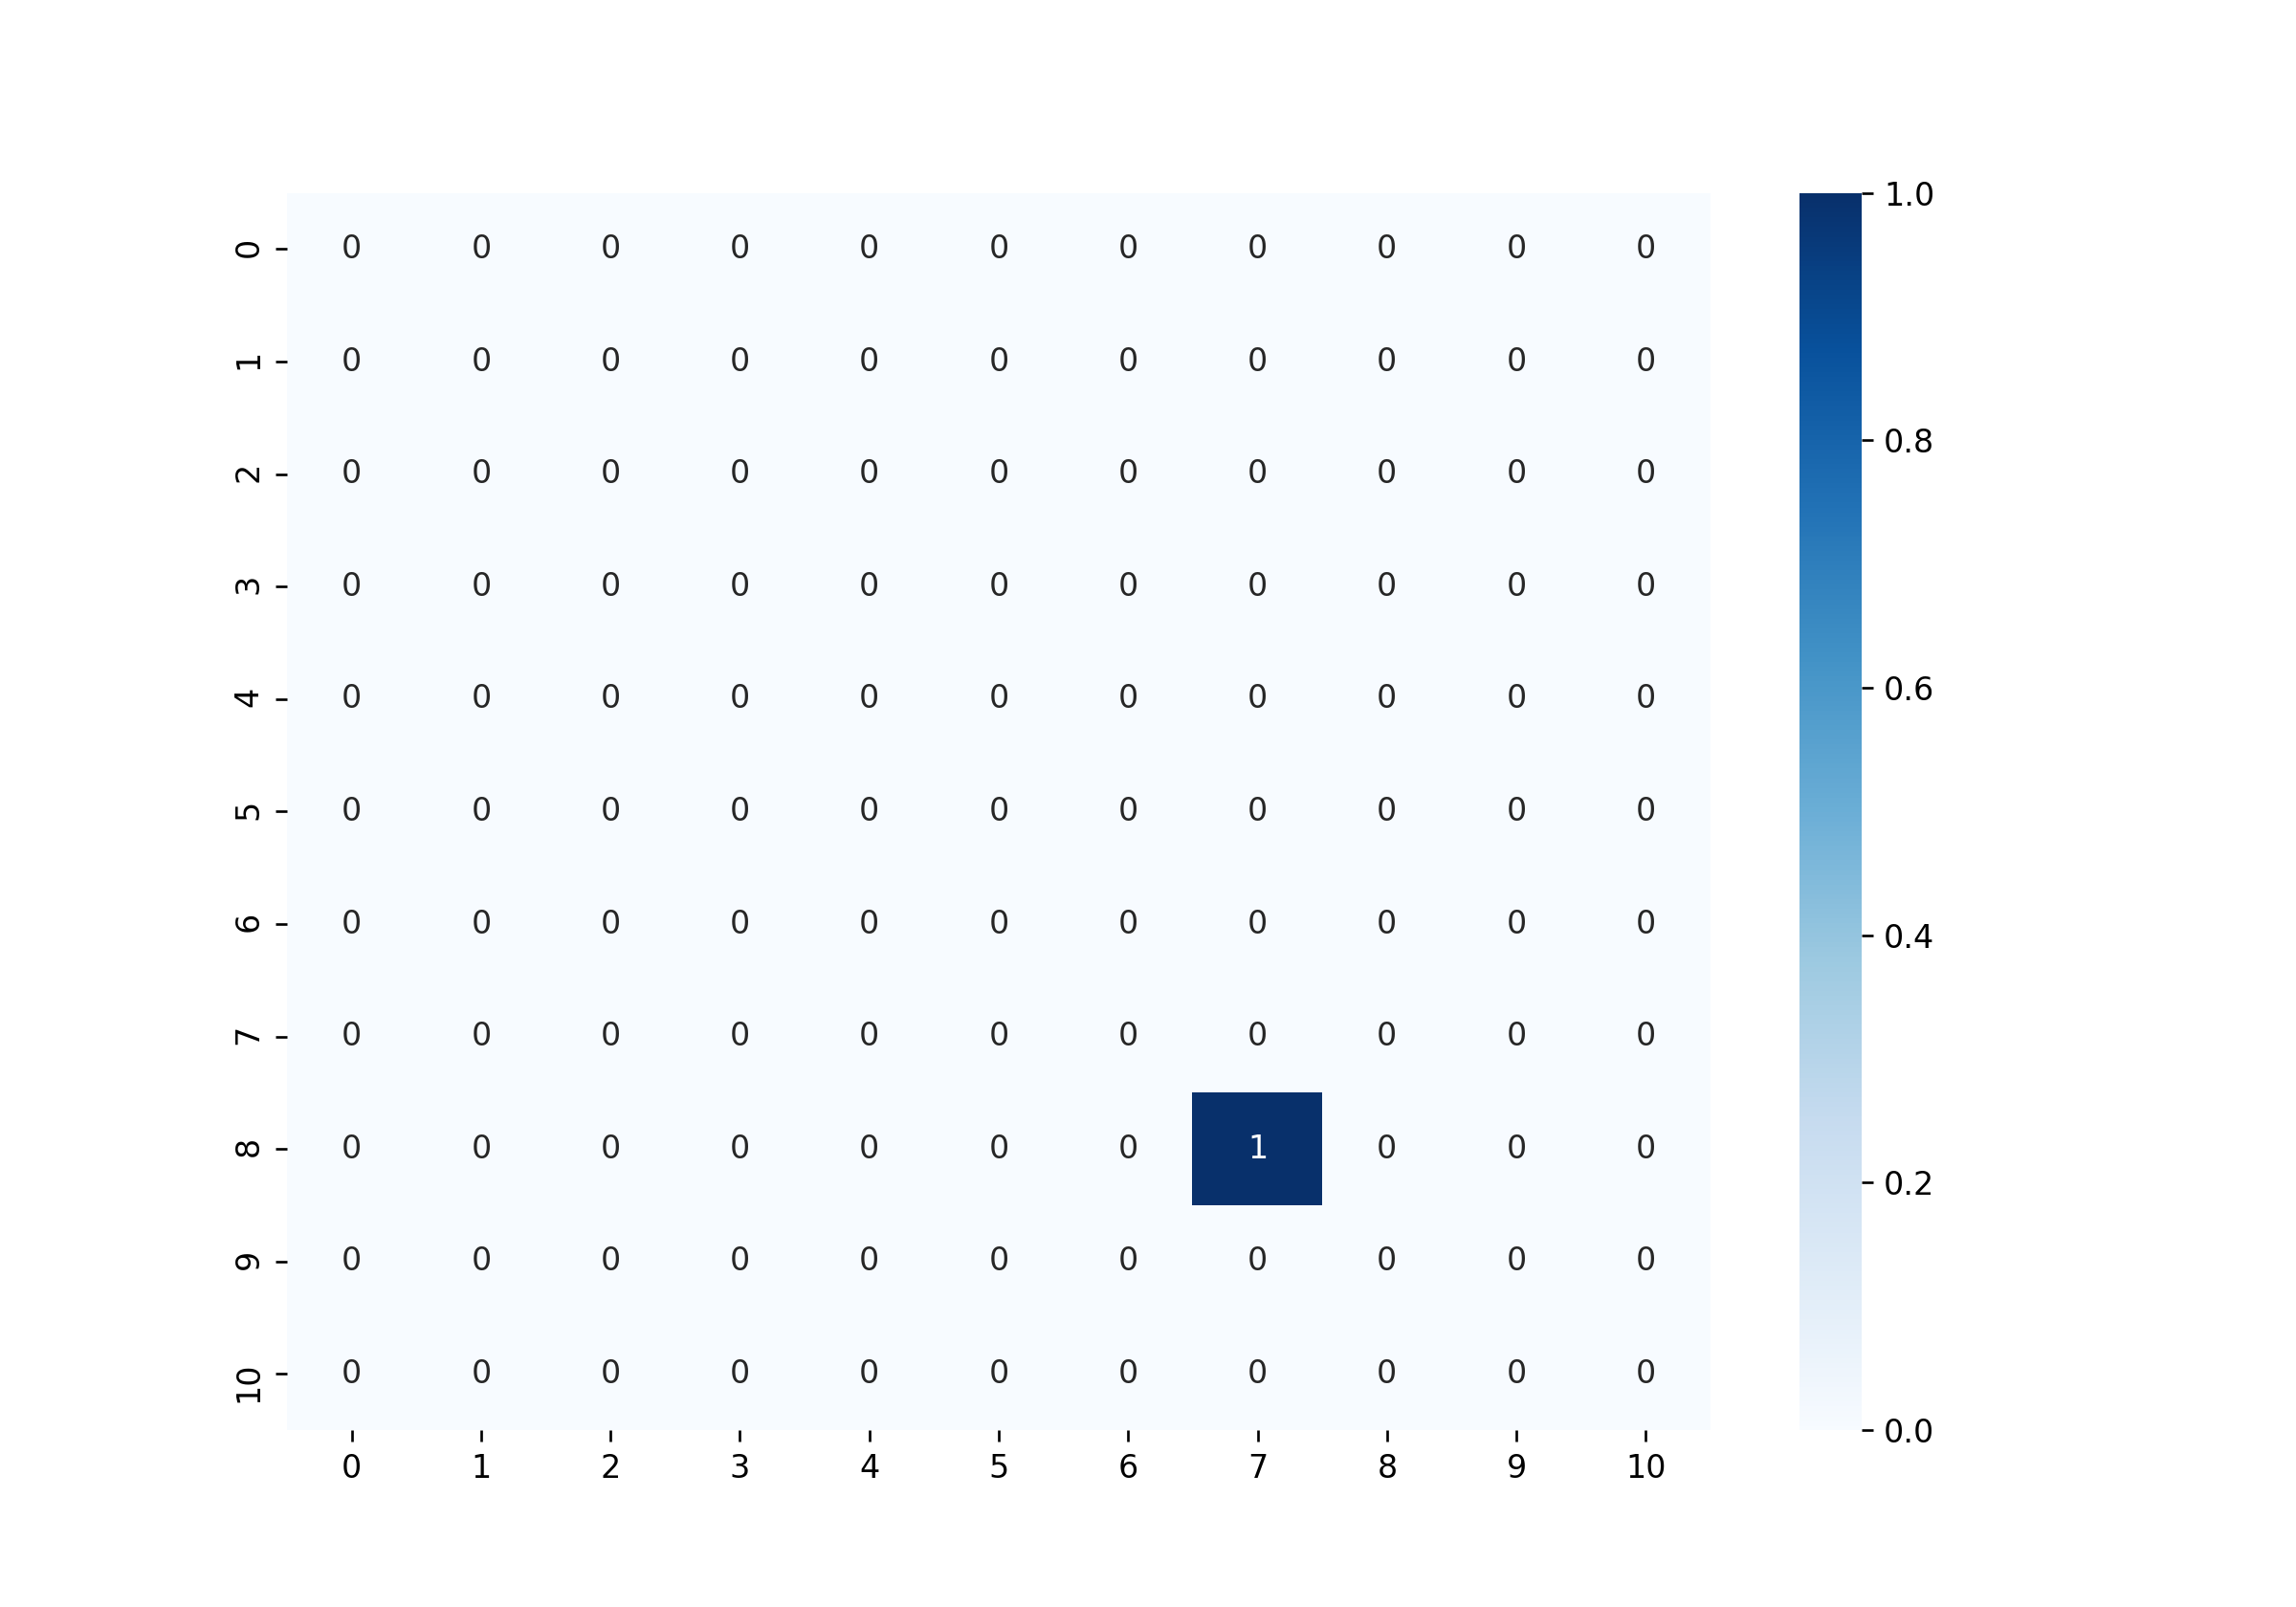 0 0 0 0 0 0 0 0 0 0 0 0 1.0
1 0 0 0 0 0 0 0 0 0 0 0
2 0 0 0 0 0 0 0 0 0 0 0 0.8
3 0 0 0 0 0 0 0 0 0 0 0
4 0 0 0 0 0 0 0 0 0 0 0 0.6
5 0 0 0 0 0 0 0 0 0 0 0
6 0 0 0 0 0 0 0 0 0 0 0 0.4
7 0 0 0 0 0 0 0 0 0 0 0
8 0 0 0 0 0 0 0 1 0 0 0 0.2
9 0 0 0 0 0 0 0 0 0 0 0
10 0 0 0 0 0 0 0 0 0 0 0 0.0
0 1 2 3 4 5 6 7 8 9 10